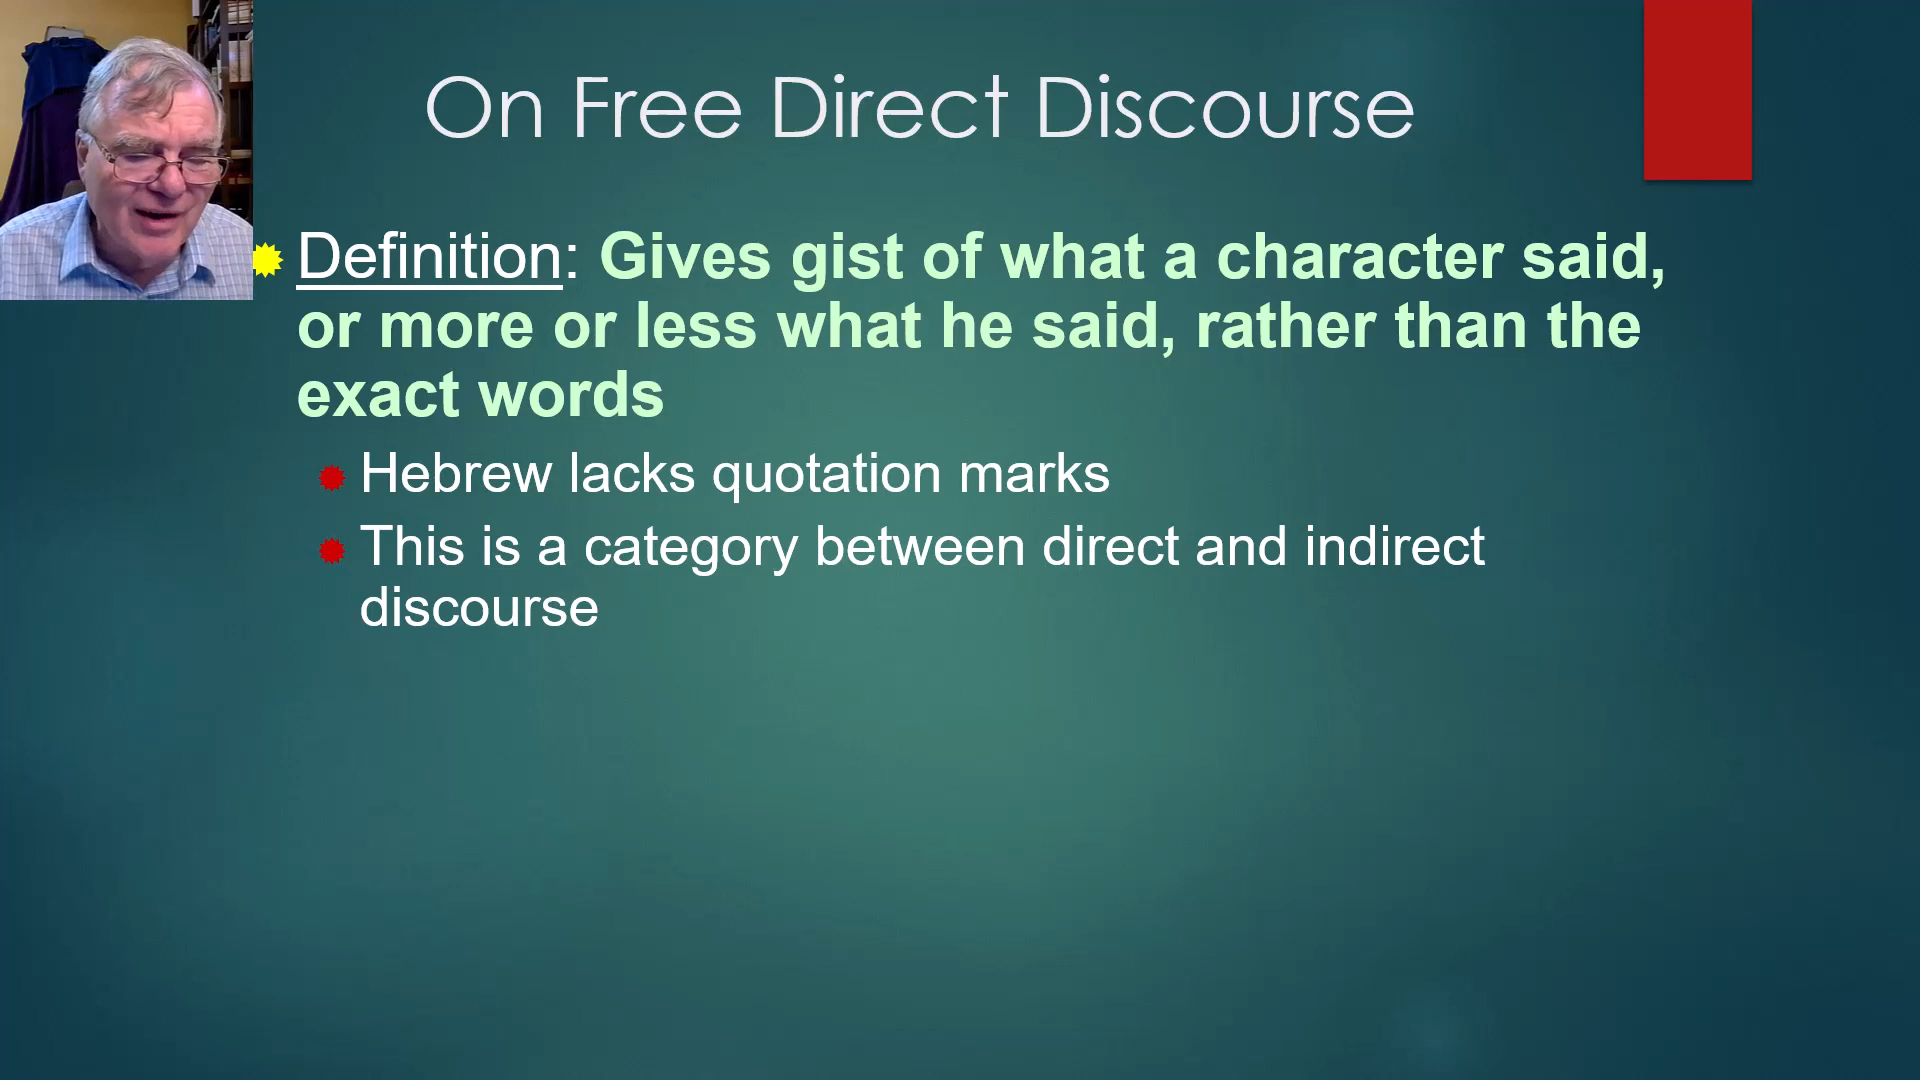 On Free Direct Discourse
Definition: Gives gist of what a character said,
or more or less what he said, rather than the
exact words
Hebrew lacks quotation marks
This is a category between direct and indirect
discourse